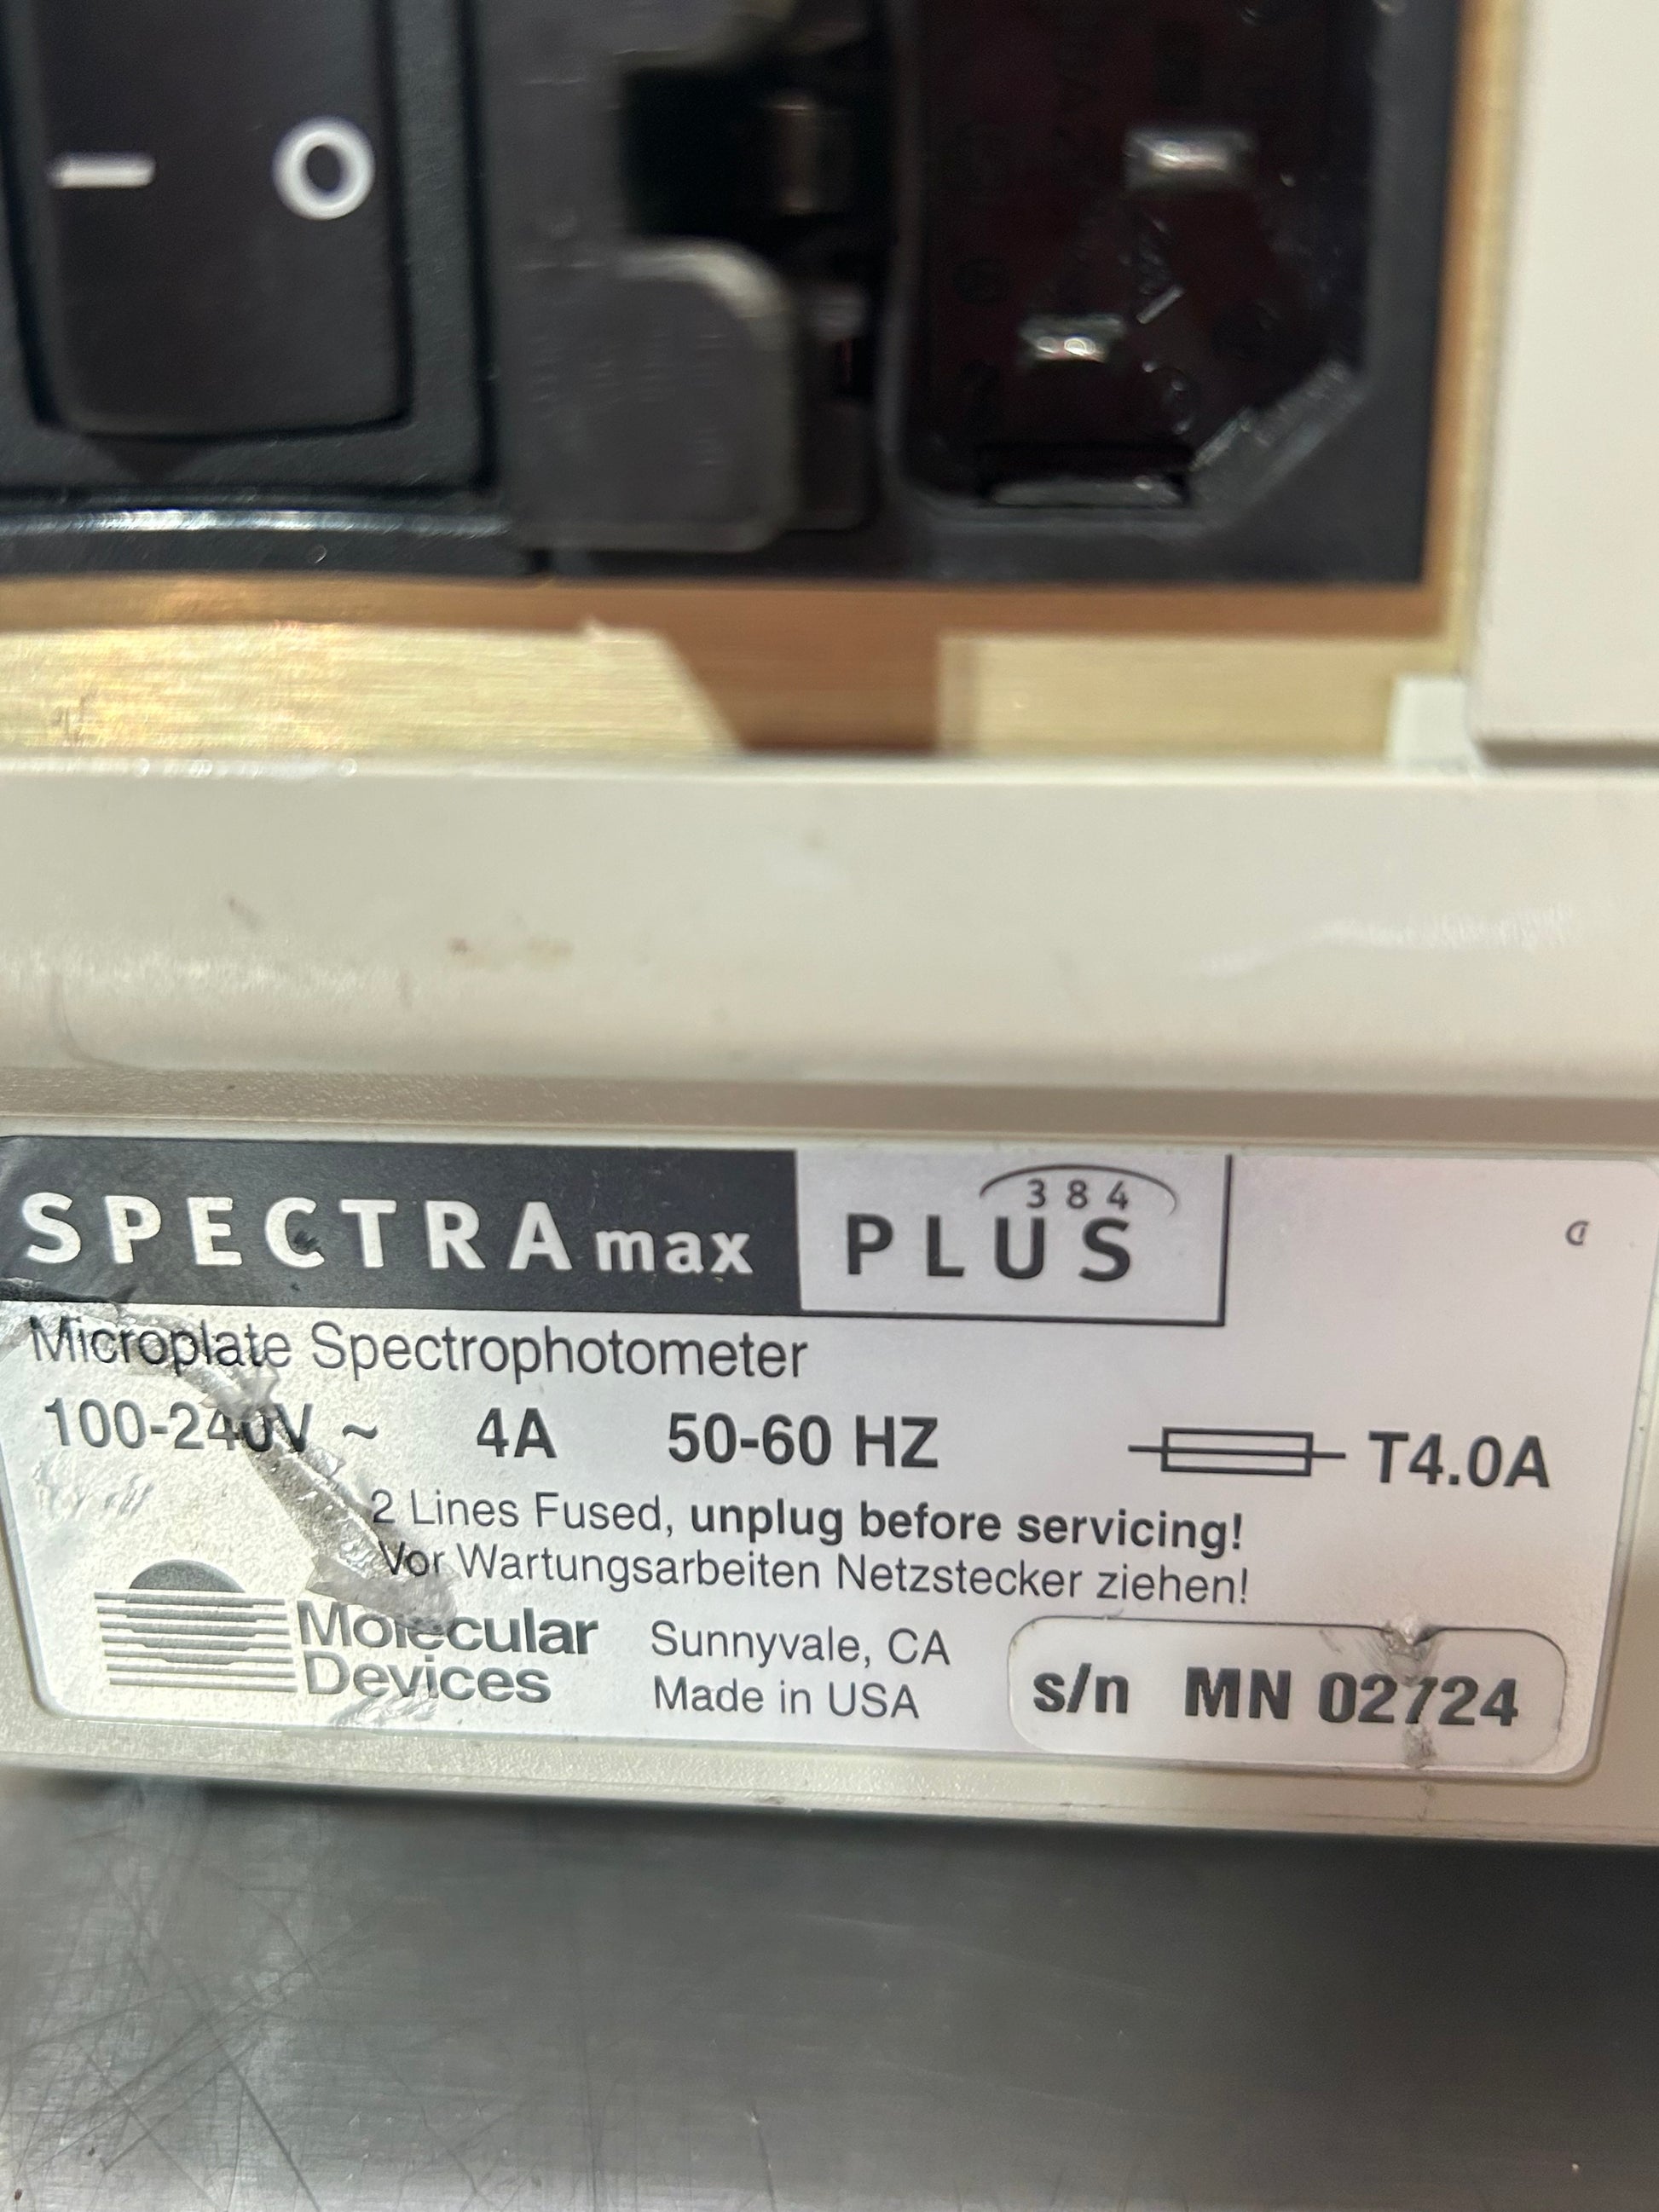 — O
SPECTRAmax PLUS 384
Microplate Spectrophotometer
100-240V ~ 4A 50-60 HZ T4.0A
2 Lines Fused, unplug before servicing!
Vor Wartungsarbeiten Netzstecker ziehen!
Molecular
Devices
Sunnyvale, CA
Made in USA
s/n MN 02724